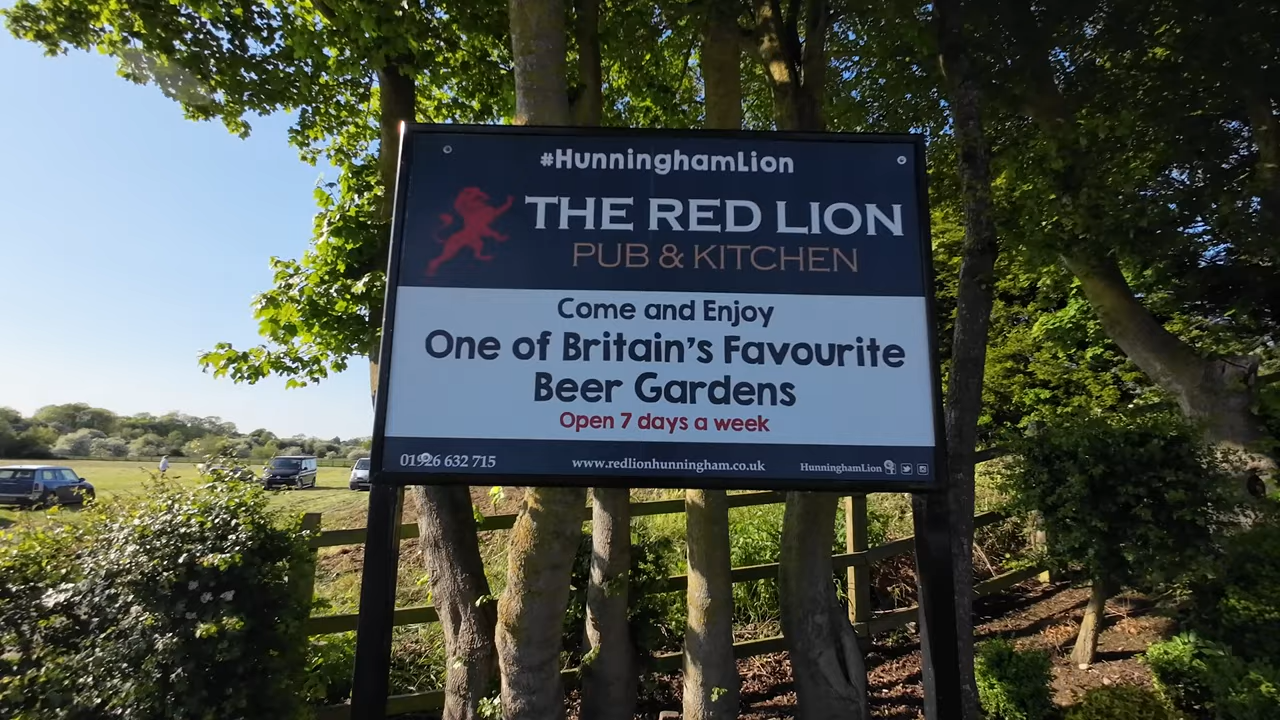 #HunninghamLion
THE RED LION
PUB & KITCHEN
Come and Enjoy
One of Britain's Favourite
Beer Gardens
Open 7 days a week
01926 632 715 www.redlionhunningham.co.uk HunninghamLion